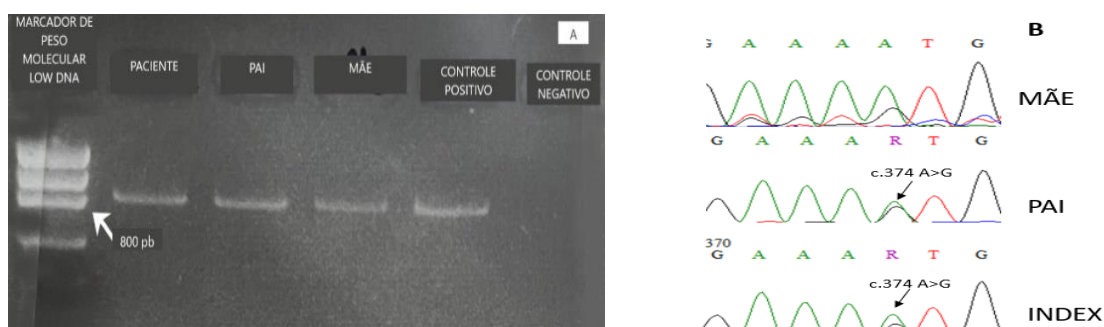 MARCADOR DE
PESO
MOLECULAR
LOW DNA
PACIENTE
PAI
MÃE
CONTROLE
POSITIVO
CONTROLE
NEGATIVO
A
800 pb
B
G A A A A T G
MÃE
G A A A R T G
c.374 A>G
PAI
370
G A A A R T G
c.374 A>G
INDEX